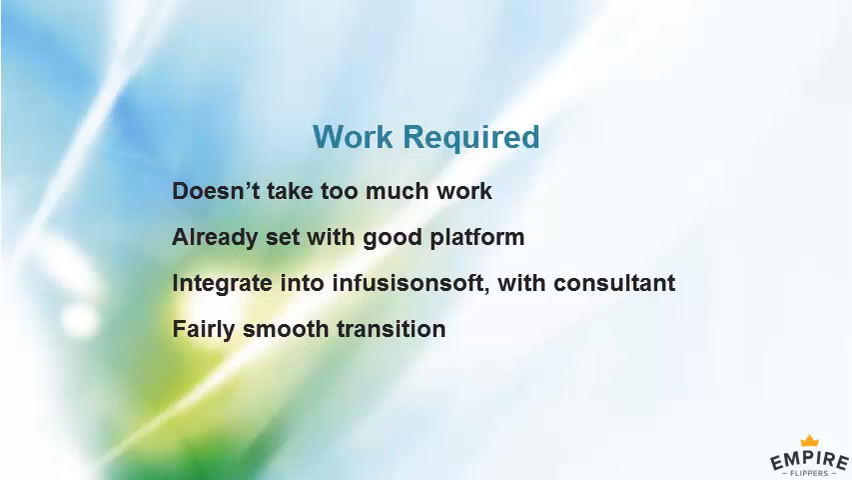 Work Required
Doesn’t take too much work
Already set with good platform
Integrate into infusisonsoft, with consultant
Fairly smooth transition
EMPIRE
FLIPPERS